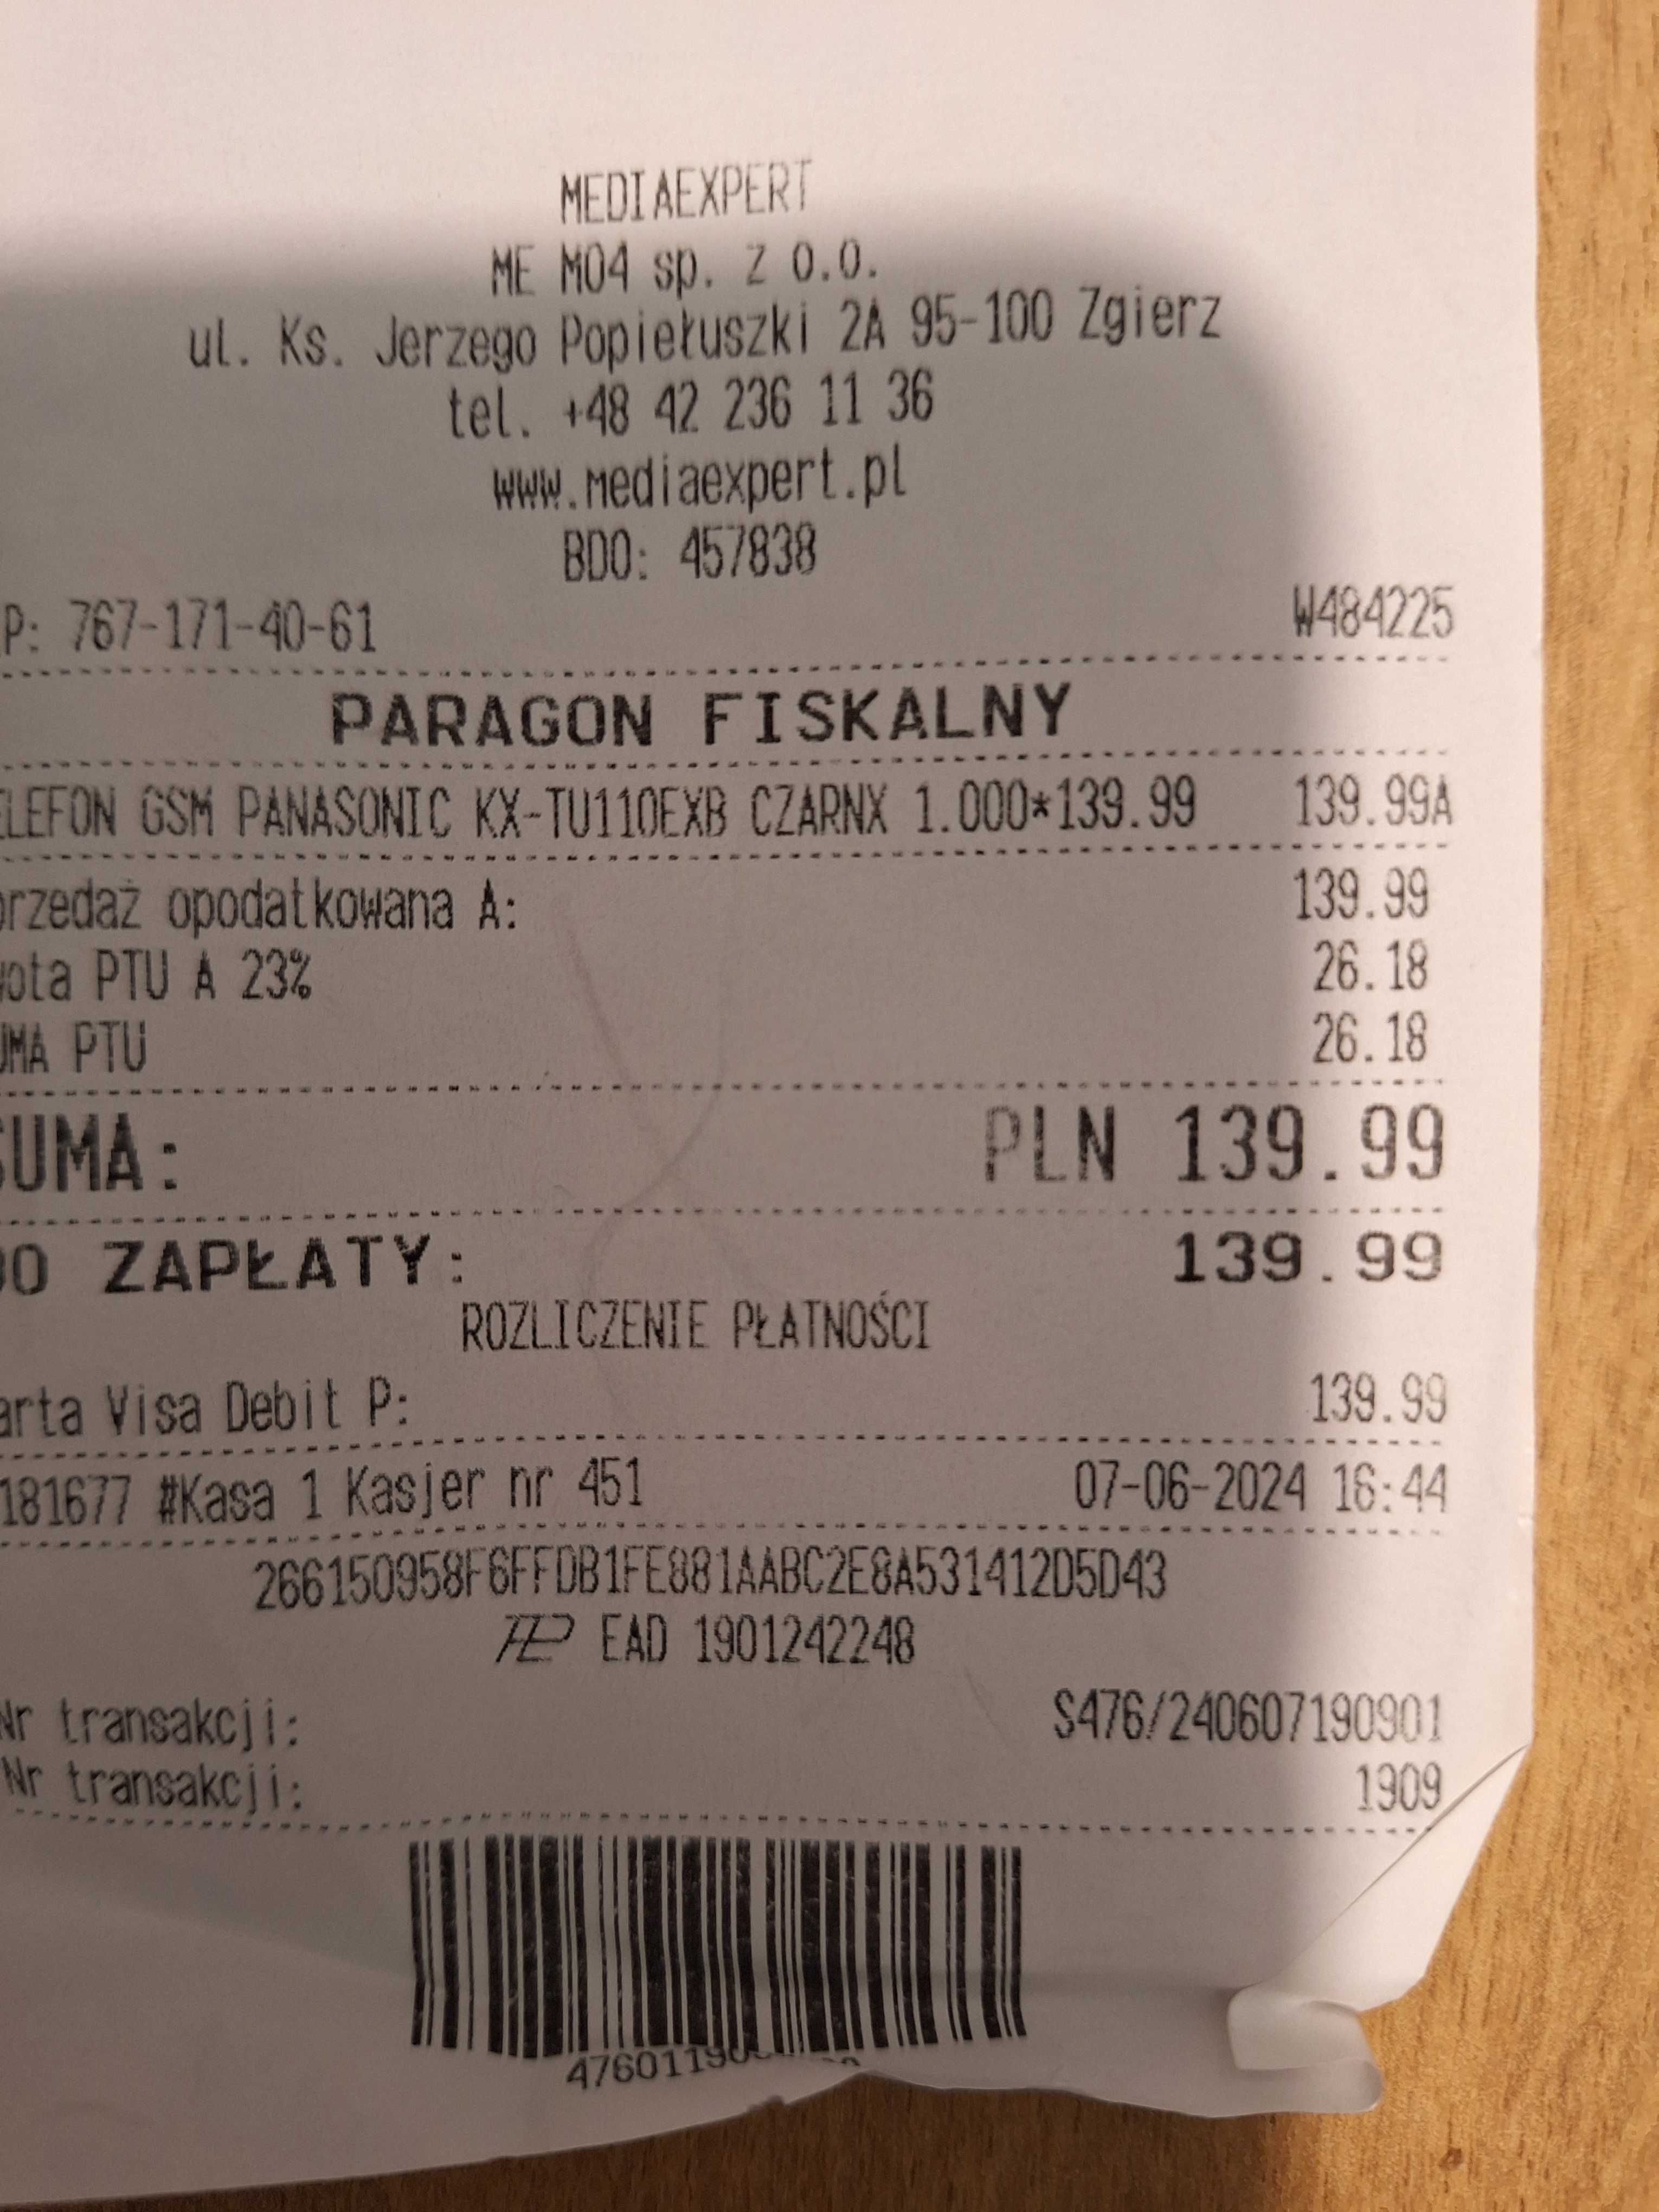 MEDIAEXPERT
ME M04 sp. z o.o.
ul. Ks. Jerzego Popiełuszki 2A 95-100 Zgierz
tel. +48 42 236 11 36
www.mediaexpert.pl
BDO: 457838
P: 767-171-40-61 W484225
PARAGON FISKALNY
ELEFON GSM PANASONIC KX-TU110EXB CZARNX 1.000*139.99 139.99A
przedaż opodatkowana A: 139.99
wota PTU A 23% 26.18
UMA PTU 26.18
SUMA: PLN 139.99
DO ZAPŁATY: 139.99
ROZLICZENIE PŁATNOŚCI
arta Visa Debit P: 139.99
181677 #Kasa 1 Kasjer nr 451 07-06-2024 16:44
266150958F6FFDB1FE881AABC2E8A531412D5D43
EAD 1901242248
Nr transakcji: S476/240607190901
Nr transakcji: 1909